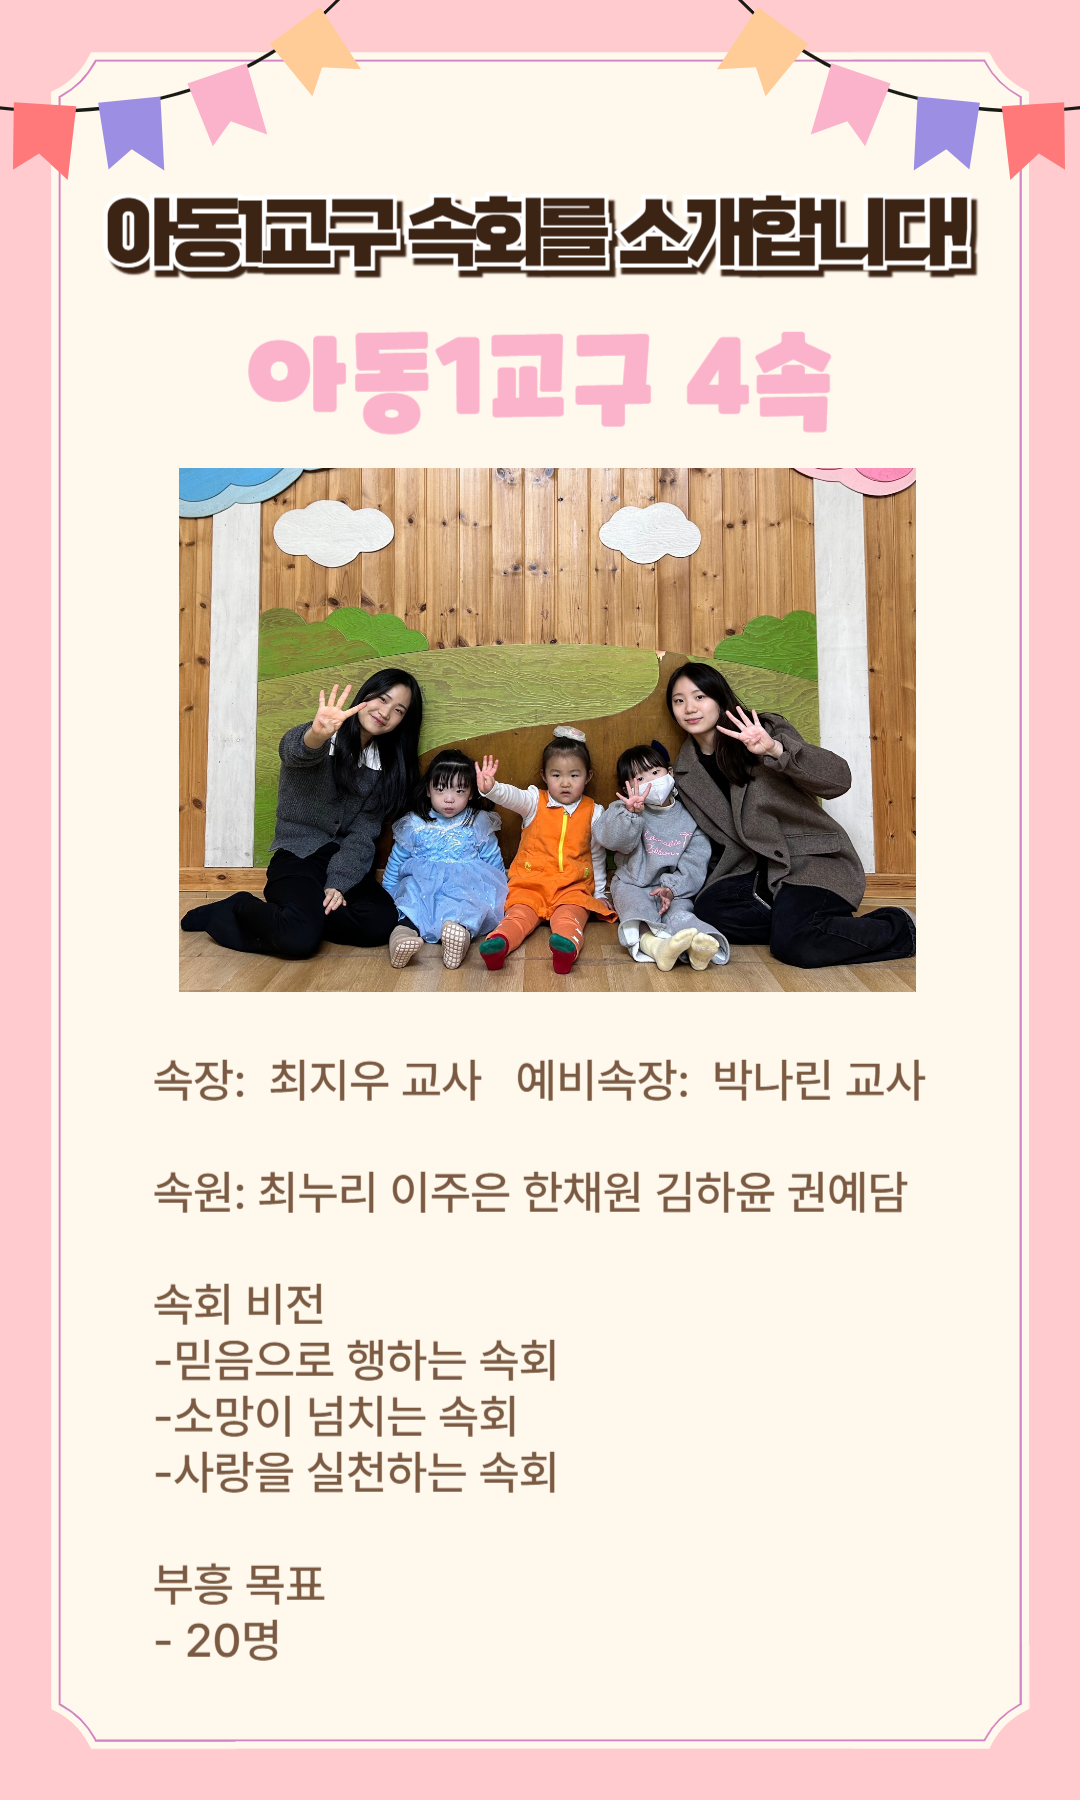 아동1교구 속회를 소개합니다!
아동1교구 4속
속장: 최지우 교사 예비속장: 박나린 교사
속원: 최누리 이주은 한채원 김하윤 권예담
속회 비전
-믿음으로 행하는 속회
-소망이 넘치는 속회
-사랑을 실천하는 속회
부흥 목표
- 20명